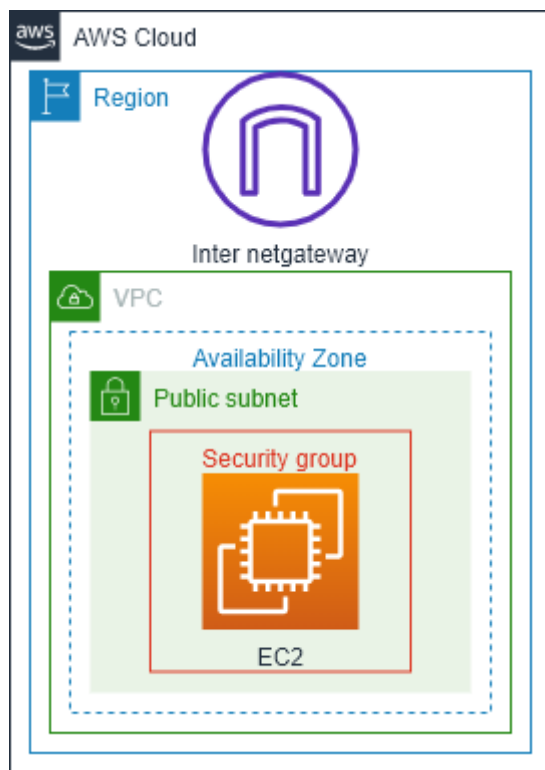 aws
AWS Cloud
Region
Inter netgateway
VPC
Availability Zone
Public subnet
Security group
EC2